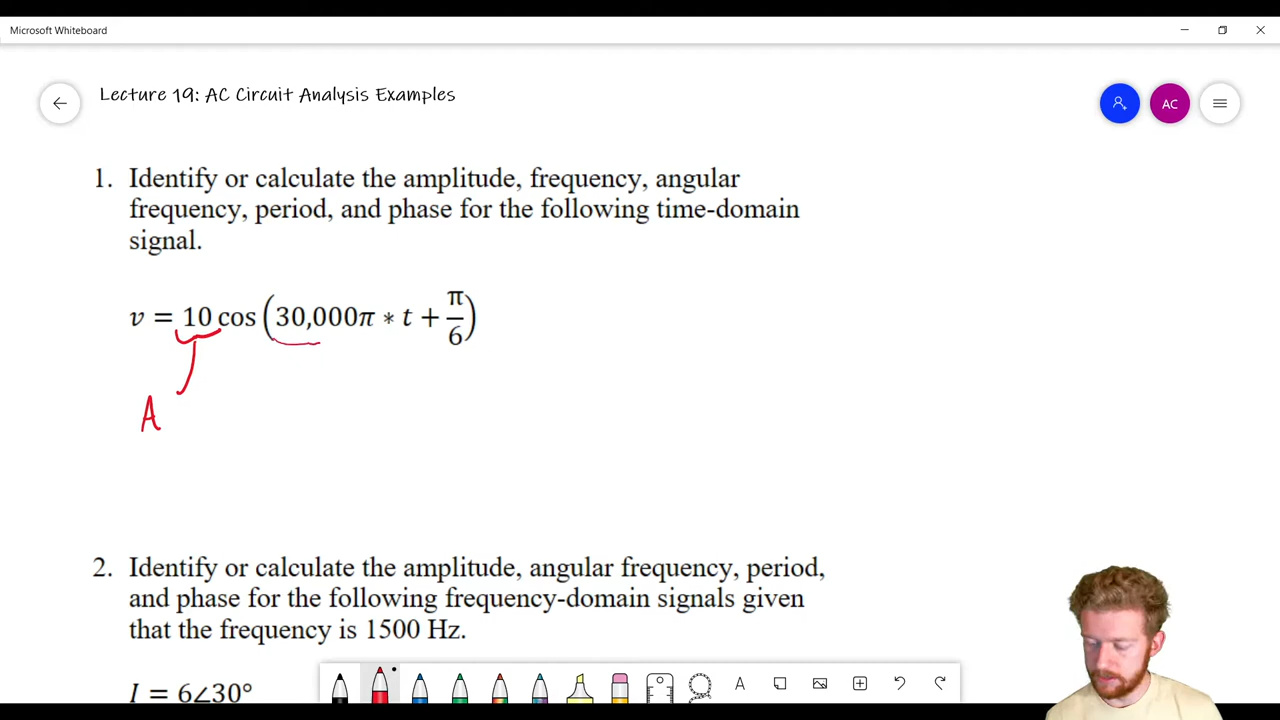 Microsoft Whiteboard
Lecture 19: AC Circuit Analysis Examples
AC
1. Identify or calculate the amplitude, frequency, angular
frequency, period, and phase for the following time-domain
signal.
v = 10 cos(30,000π * t + π/6)
A
2. Identify or calculate the amplitude, angular frequency, period,
and phase for the following frequency-domain signals given
that the frequency is 1500 Hz.
I = 6∠30°
A